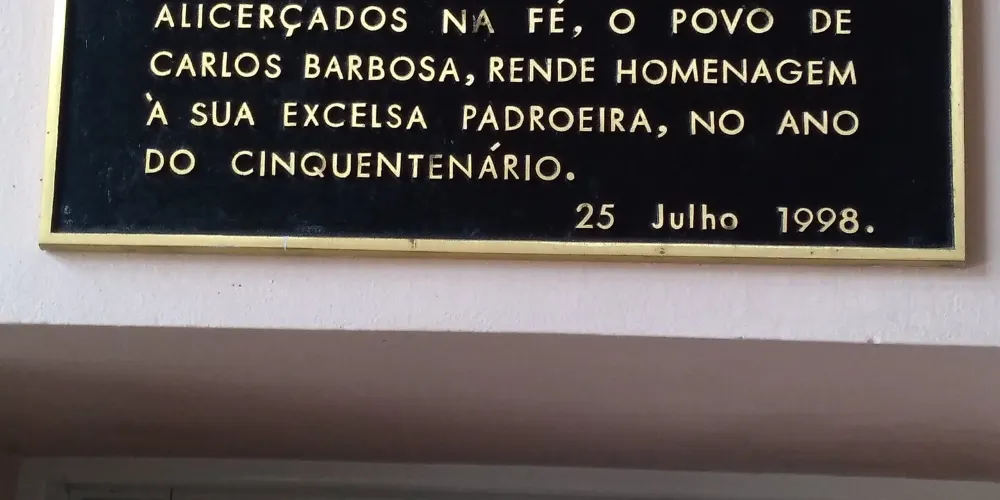 ALICERÇADOS NA FÉ, O POVO DE
CARLOS BARBOSA, RENDE HOMENAGEM
À SUA EXCELSA PADROEIRA, NO ANO
DO CINQUENTENÁRIO.
25 Julho 1998.